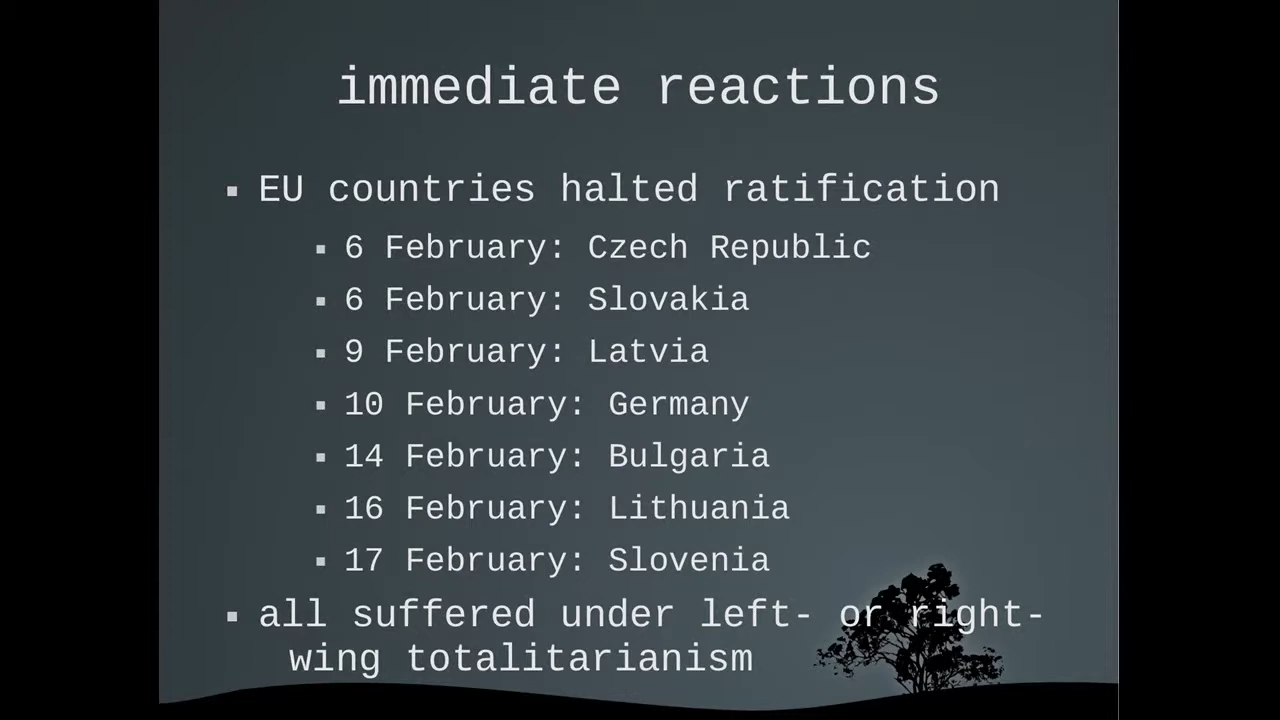 immediate reactions
EU countries halted ratification
6 February: Czech Republic
6 February: Slovakia
9 February: Latvia
10 February: Germany
14 February: Bulgaria
16 February: Lithuania
17 February: Slovenia
all suffered under left- or right-
wing totalitarianism